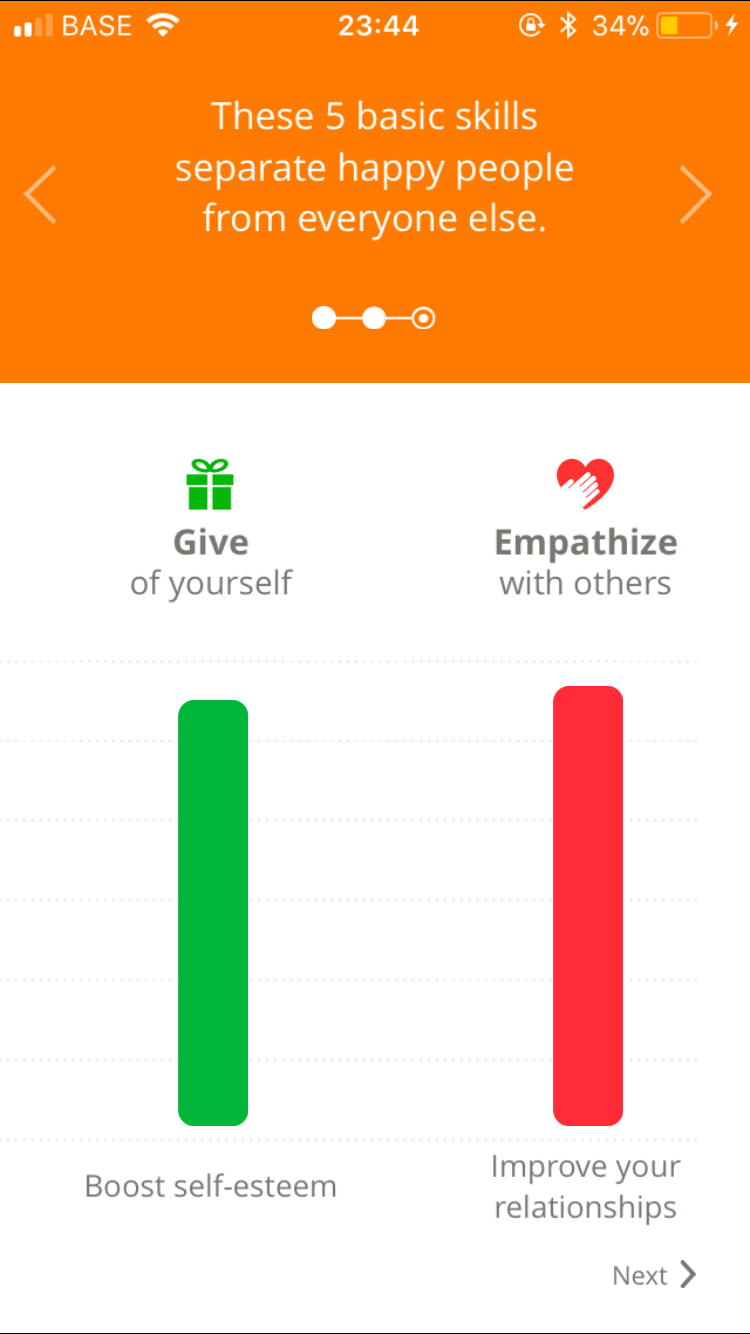 BASE 23:44 34%
These 5 basic skills
separate happy people
from everyone else.
Give
of yourself
Empathize
with others
Boost self-esteem
Improve your
relationships
Next